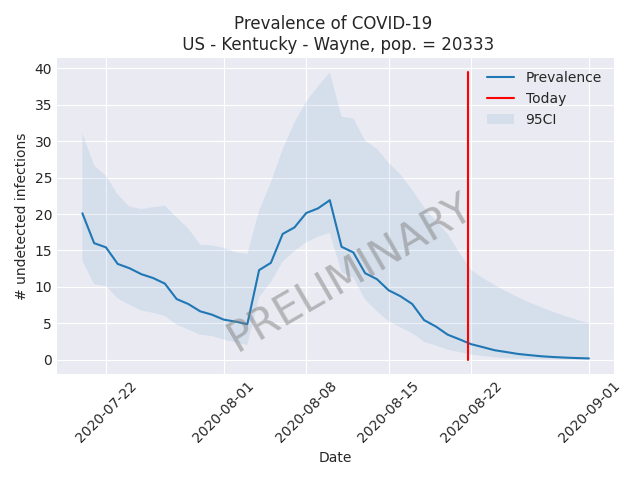 Prevalence of COVID-19
US - Kentucky - Wayne, pop. = 20333
40
35
30
25
20
15
10
5
0
# undetected infections
Prevalence
Today
95CI
PRELIMINARY
2020-07-22
2020-08-01
2020-08-08
2020-08-15
2020-08-22
2020-09-01
Date